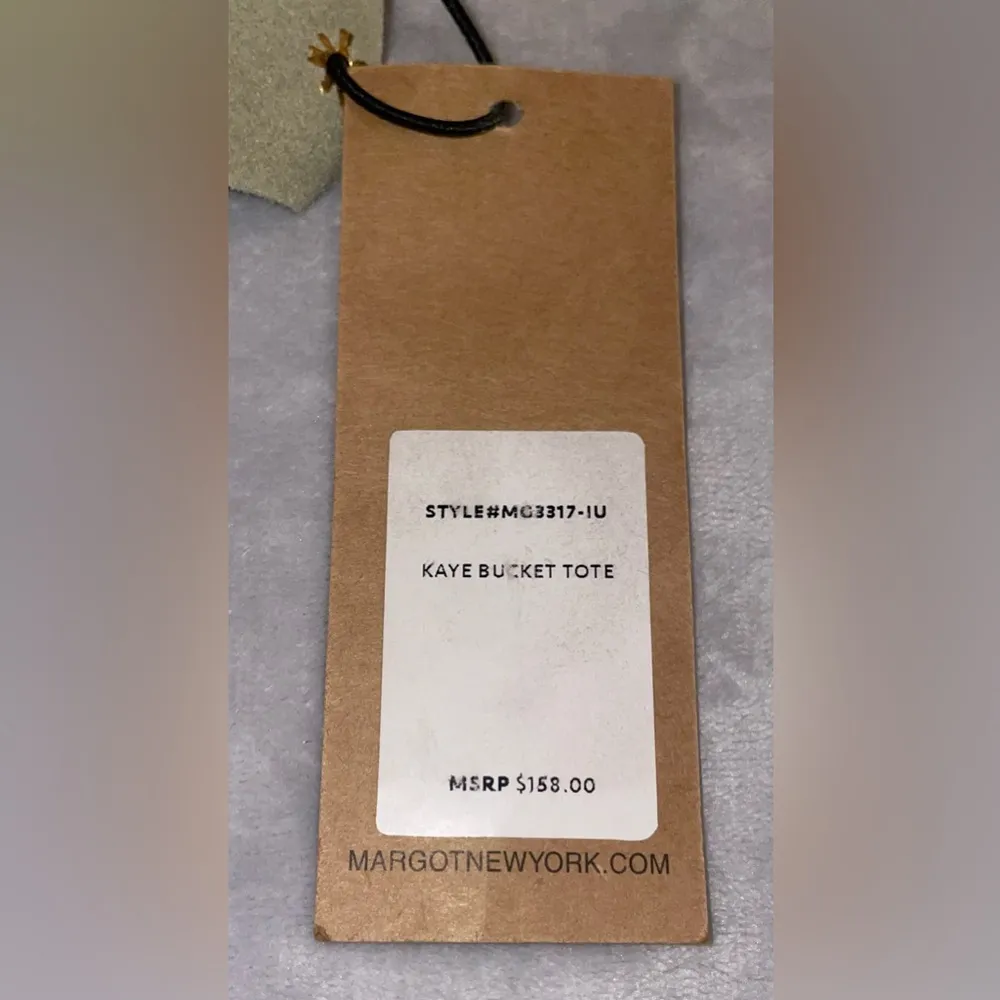 STYLE#MG3317-IU
KAYE BUCKET TOTE
MSRP $158.00
MARGOTNEWYORK.COM